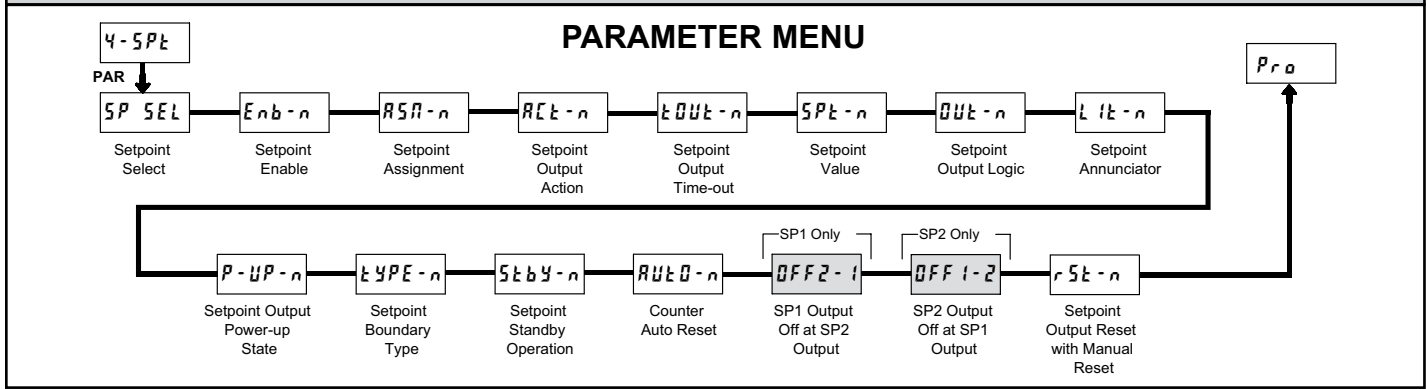 PARAMETER MENU
4-SPt
PAR
Pro
SP SEL
Enb-n
ASN-n
ACt-n
tOUt-n
SPt-n
OUt-n
LIt-n
Setpoint
Select
Setpoint
Enable
Setpoint
Assignment
Setpoint
Output
Action
Setpoint
Output
Time-out
Setpoint
Value
Setpoint
Output Logic
Setpoint
Annunciator
SP1 Only
SP2 Only
P-UP-n
tYPE-n
Stby-n
AUtO-n
OFF2-1
OFF1-2
rSt-n
Setpoint Output
Power-up
State
Setpoint
Boundary
Type
Setpoint
Standby
Operation
Counter
Auto Reset
SP1 Output
Off at SP2
Output
SP2 Output
Off at SP1
Output
Setpoint
Output Reset
with Manual
Reset